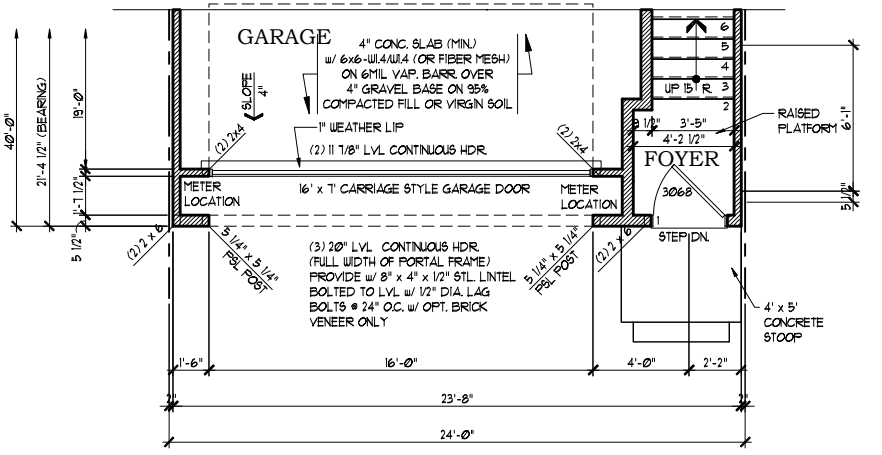 GARAGE
4" CONC. SLAB (MIN.)
w/ 6x6-W1.4/W1.4 (OR FIBER MESH)
ON 6MIL VAP. BARR. OVER
4" GRAVEL BASE ON 95%
COMPACTED FILL OR VIRGIN SOIL
SLOPE
4"
1" WEATHER LIP
(2) 2x4
(2) 2x4
(2) 11 7/8" LVL CONTINUOUS HDR.
16' x 7' CARRIAGE STYLE GARAGE DOOR
METER
LOCATION
METER
LOCATION
40'-0"
21'-4 1/2" (BEARING)
19'-0"
1'-7 1/2"
5 1/2"
(2) 2 x 6
5 1/4" x 5 1/4"
PSL POST
5 1/4" x 5 1/4"
PSL POST
(2) 2 x 6
(3) 20" LVL CONTINUOUS HDR.
(FULL WIDTH OF PORTAL FRAME)
PROVIDE w/ 8" x 4" x 1/2" STL. LINTEL
BOLTED TO LVL w/ 1/2" DIA. LAG
BOLTS @ 24" O.C. w/ OPT. BRICK
VENEER ONLY
6
5
4
UP 15 R.
3
2
3'-5"
4'-2 1/2"
FOYER
3068
1
STEP DN.
RAISED
PLATFORM
6'-1"
5 1/2"
4' x 5'
CONCRETE
STOOP
1'-6"
16'-0"
4'-0"
2'-2"
2"
23'-8"
2"
24'-0"